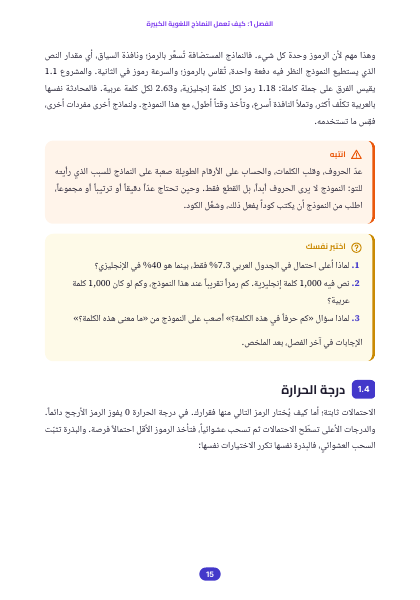 الفصل 1: كيف تعمل النماذج اللغوية الكبيرة
وهذا مهم لأن الرموز وحدة كل شيء. فالنماذج المستضافة تُسعَّر بالرمز؛ ونافذة السياق، أي مقدار النص
الذي يستطيع النموذج النظر فيه دفعة واحدة، تُقاس بالرموز؛ والسرعة رموز في الثانية. والمشروع 1.1
يقيس الفرق على جملة كاملة: 1.18 رمز لكل كلمة إنجليزية، و2.63 لكل كلمة عربية. فالمحادثة نفسها
بالعربية تكلّف أكثر، وتملأ النافذة أسرع، وتأخذ وقتاً أطول، مع هذا النموذج. ولنماذج أخرى مفردات أخرى،
فقِس ما تستخدمه.
انتبه
عدّ الحروف، وقلب الكلمات، والحساب على الأرقام الطويلة صعبة على النماذج للسبب الذي رأيته
للتو: النموذج لا يرى الحروف أبداً، بل القطع فقط. وحين تحتاج عدّاً دقيقاً أو ترتيباً أو مجموعاً،
اطلب من النموذج أن يكتب كوداً يفعل ذلك، وشغّل الكود.
اختبر نفسك
1. لماذا أعلى احتمال في الجدول العربي 7.3% فقط، بينما هو 40% في الإنجليزي؟
2. نص فيه 1,000 كلمة إنجليزية. كم رمزاً تقريباً عند هذا النموذج، وكم لو كان 1,000 كلمة
عربية؟
3. لماذا سؤال «كم حرفاً في هذه الكلمة؟» أصعب على النموذج من «ما معنى هذه الكلمة؟»
الإجابات في آخر الفصل، بعد الملخص.
1.4 درجة الحرارة
الاحتمالات ثابتة؛ أما كيف يُختار الرمز التالي منها فقرارك. في درجة الحرارة 0 يفوز الرمز الأرجح دائماً.
والدرجات الأعلى تسطّح الاحتمالات ثم تسحب عشوائياً، فتأخذ الرموز الأقل احتمالاً فرصة. والبذرة تثبّت
السحب العشوائي، فالبذرة نفسها تكرر الاختيارات نفسها:
15